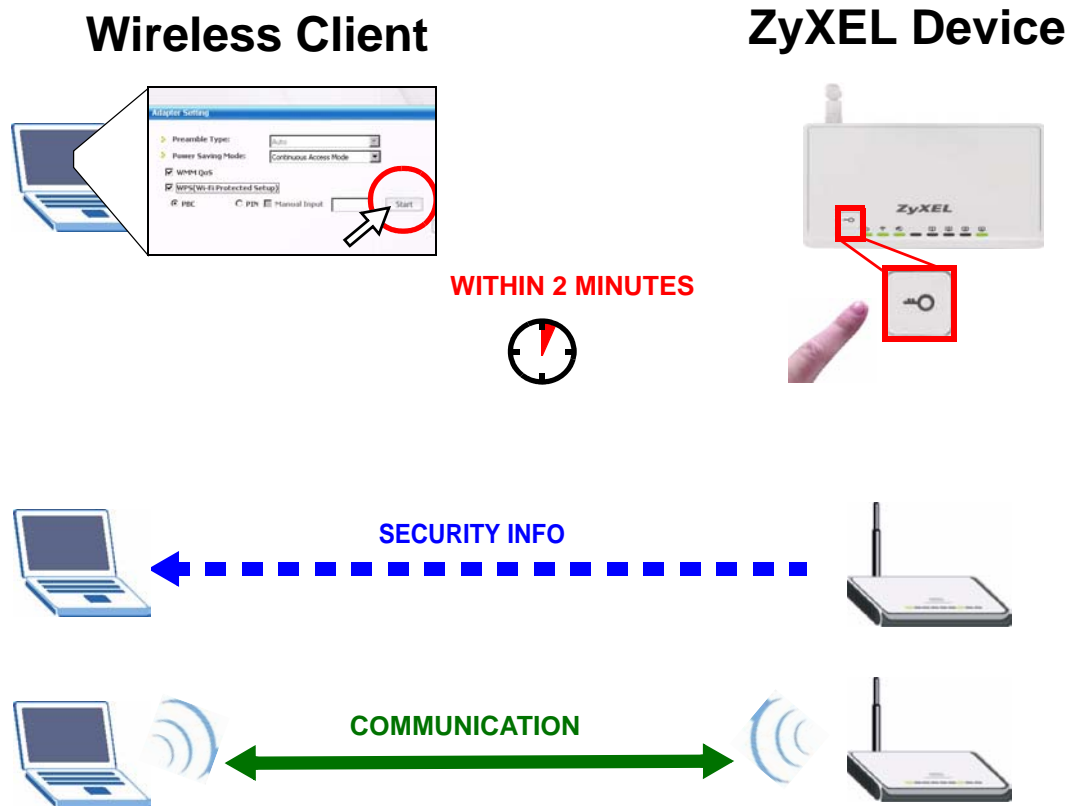 Wireless Client
ZyXEL Device
Adapter Setting
Preamble Type:
Auto
Power Saving Mode:
Continuous Access Mode
WMM QoS
WPS(Wi-Fi Protected Setup)
PBC
PIN
Manual Input
Start
ZyXEL
WITHIN 2 MINUTES
SECURITY INFO
COMMUNICATION